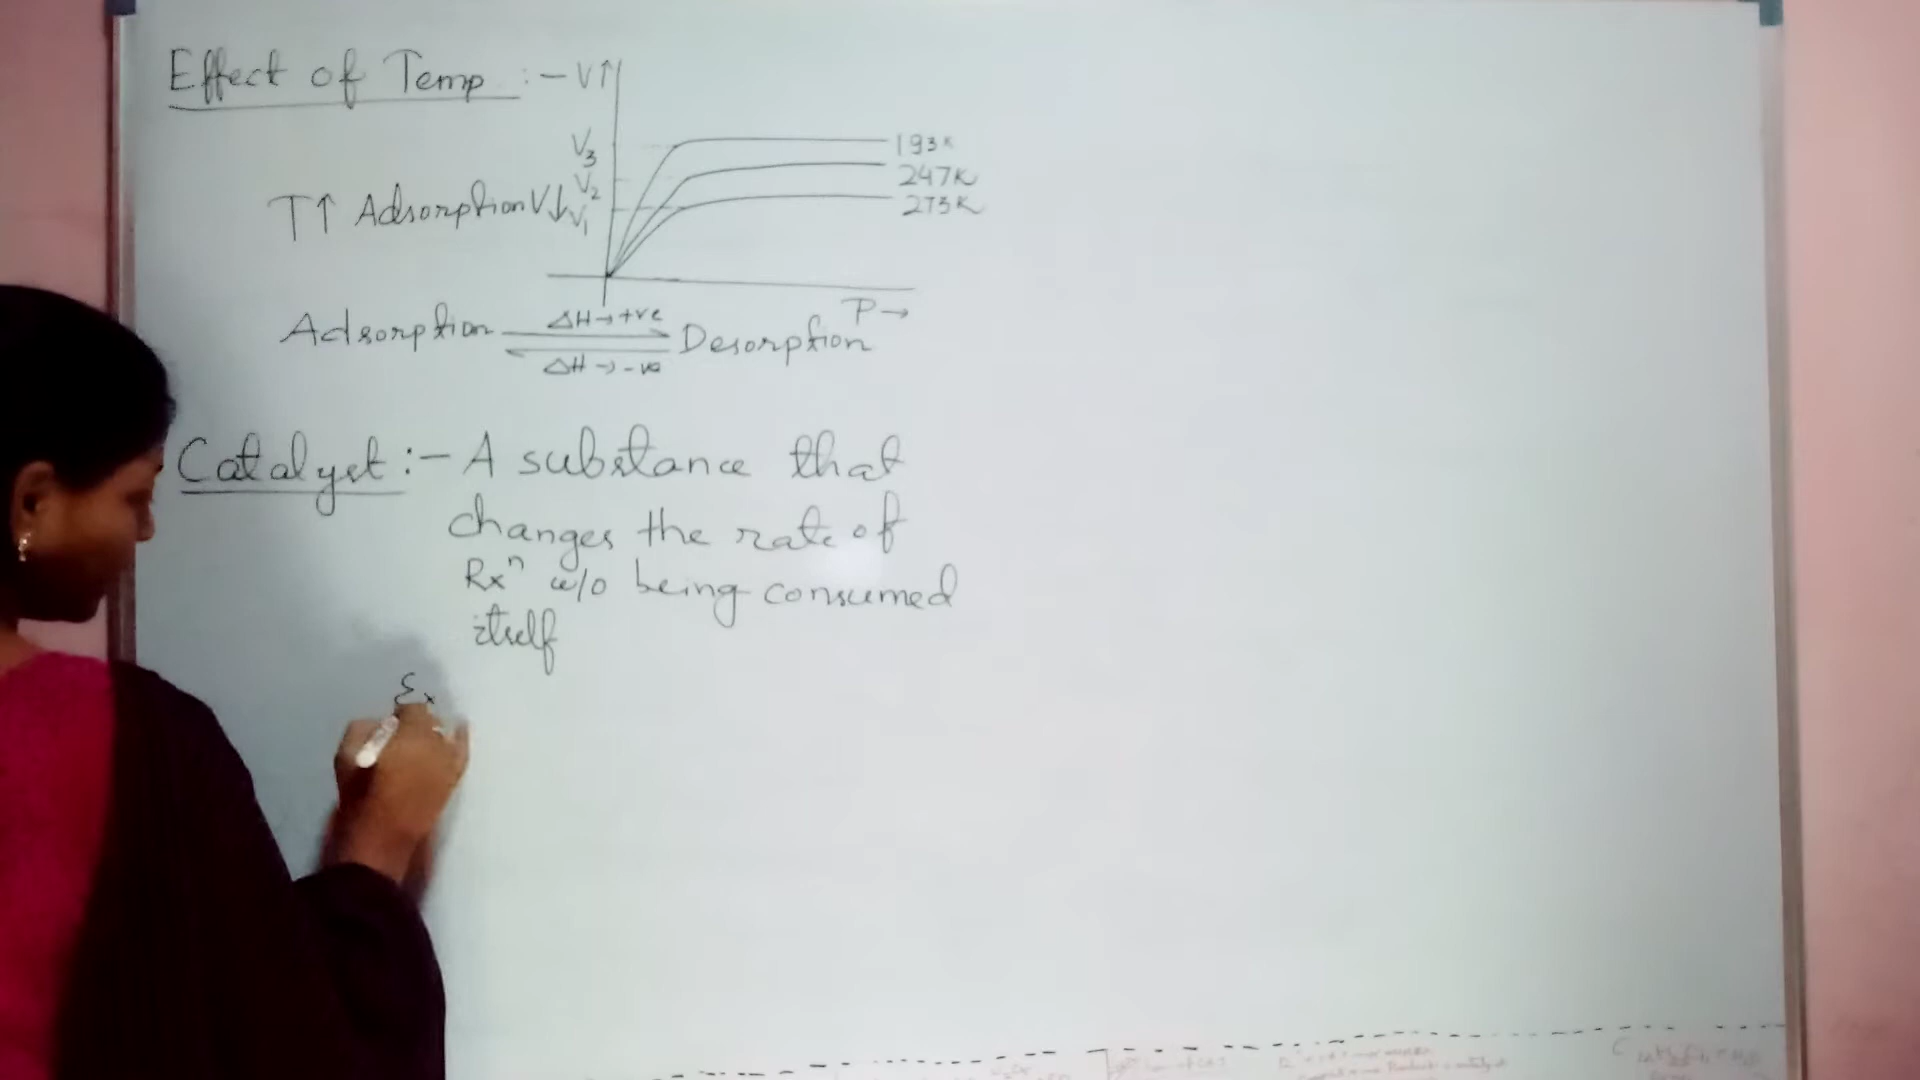 Effect of Temp :- V↑
V3
193K
V2
247K
T↑ Adsorption V↓
V1
273K
P→
Adsorption ΔH→+ve Desorption
ΔH→-ve
Catalyst :- A substance that
changes the rate of
Rxⁿ w/o being consumed
itself
Ex